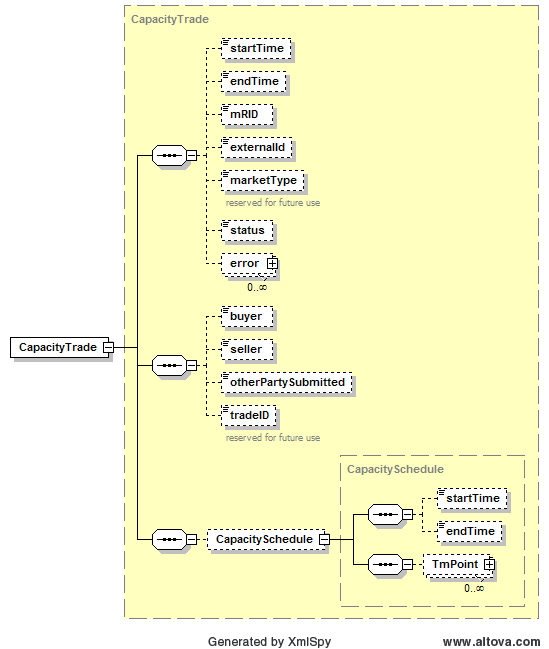 CapacityTrade
startTime
endTime
mRID
externalId
marketType
reserved for future use
status
error
0..∞
CapacityTrade
buyer
seller
otherPartySubmitted
tradeID
reserved for future use
CapacitySchedule
CapacitySchedule
startTime
endTime
TmPoint
0..∞
Generated by XmlSpy
www.altova.com